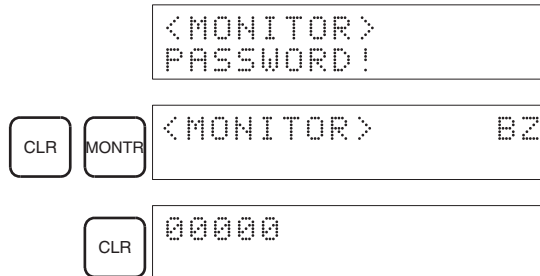 <MONITOR>
PASSWORD!
CLR MONTR <MONITOR> BZ
CLR 00000